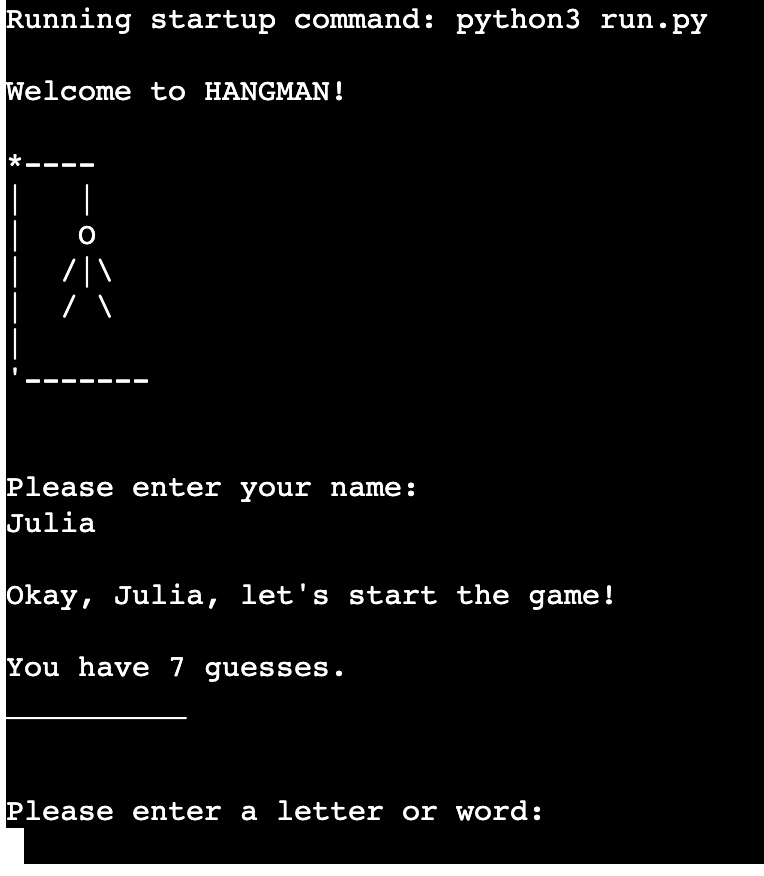 Running startup command: python3 run.py
Welcome to HANGMAN!
*----
|   |
|   o
|  /|\
|  / \
|
'-------
Please enter your name:
Julia
Okay, Julia, let's start the game!
You have 7 guesses.
__________
Please enter a letter or word: